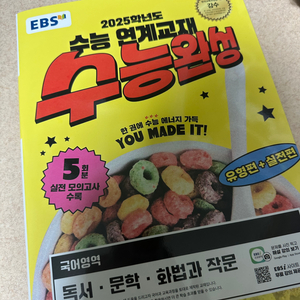 EBS
2025학년도
수능 연계교재
수능완성
한 권에 수능 에너지 가득
YOU MADE IT!
유형편+실전편
5회분
실전 모의고사
수록
국어영역
독서 · 문학 · 화법과 작문